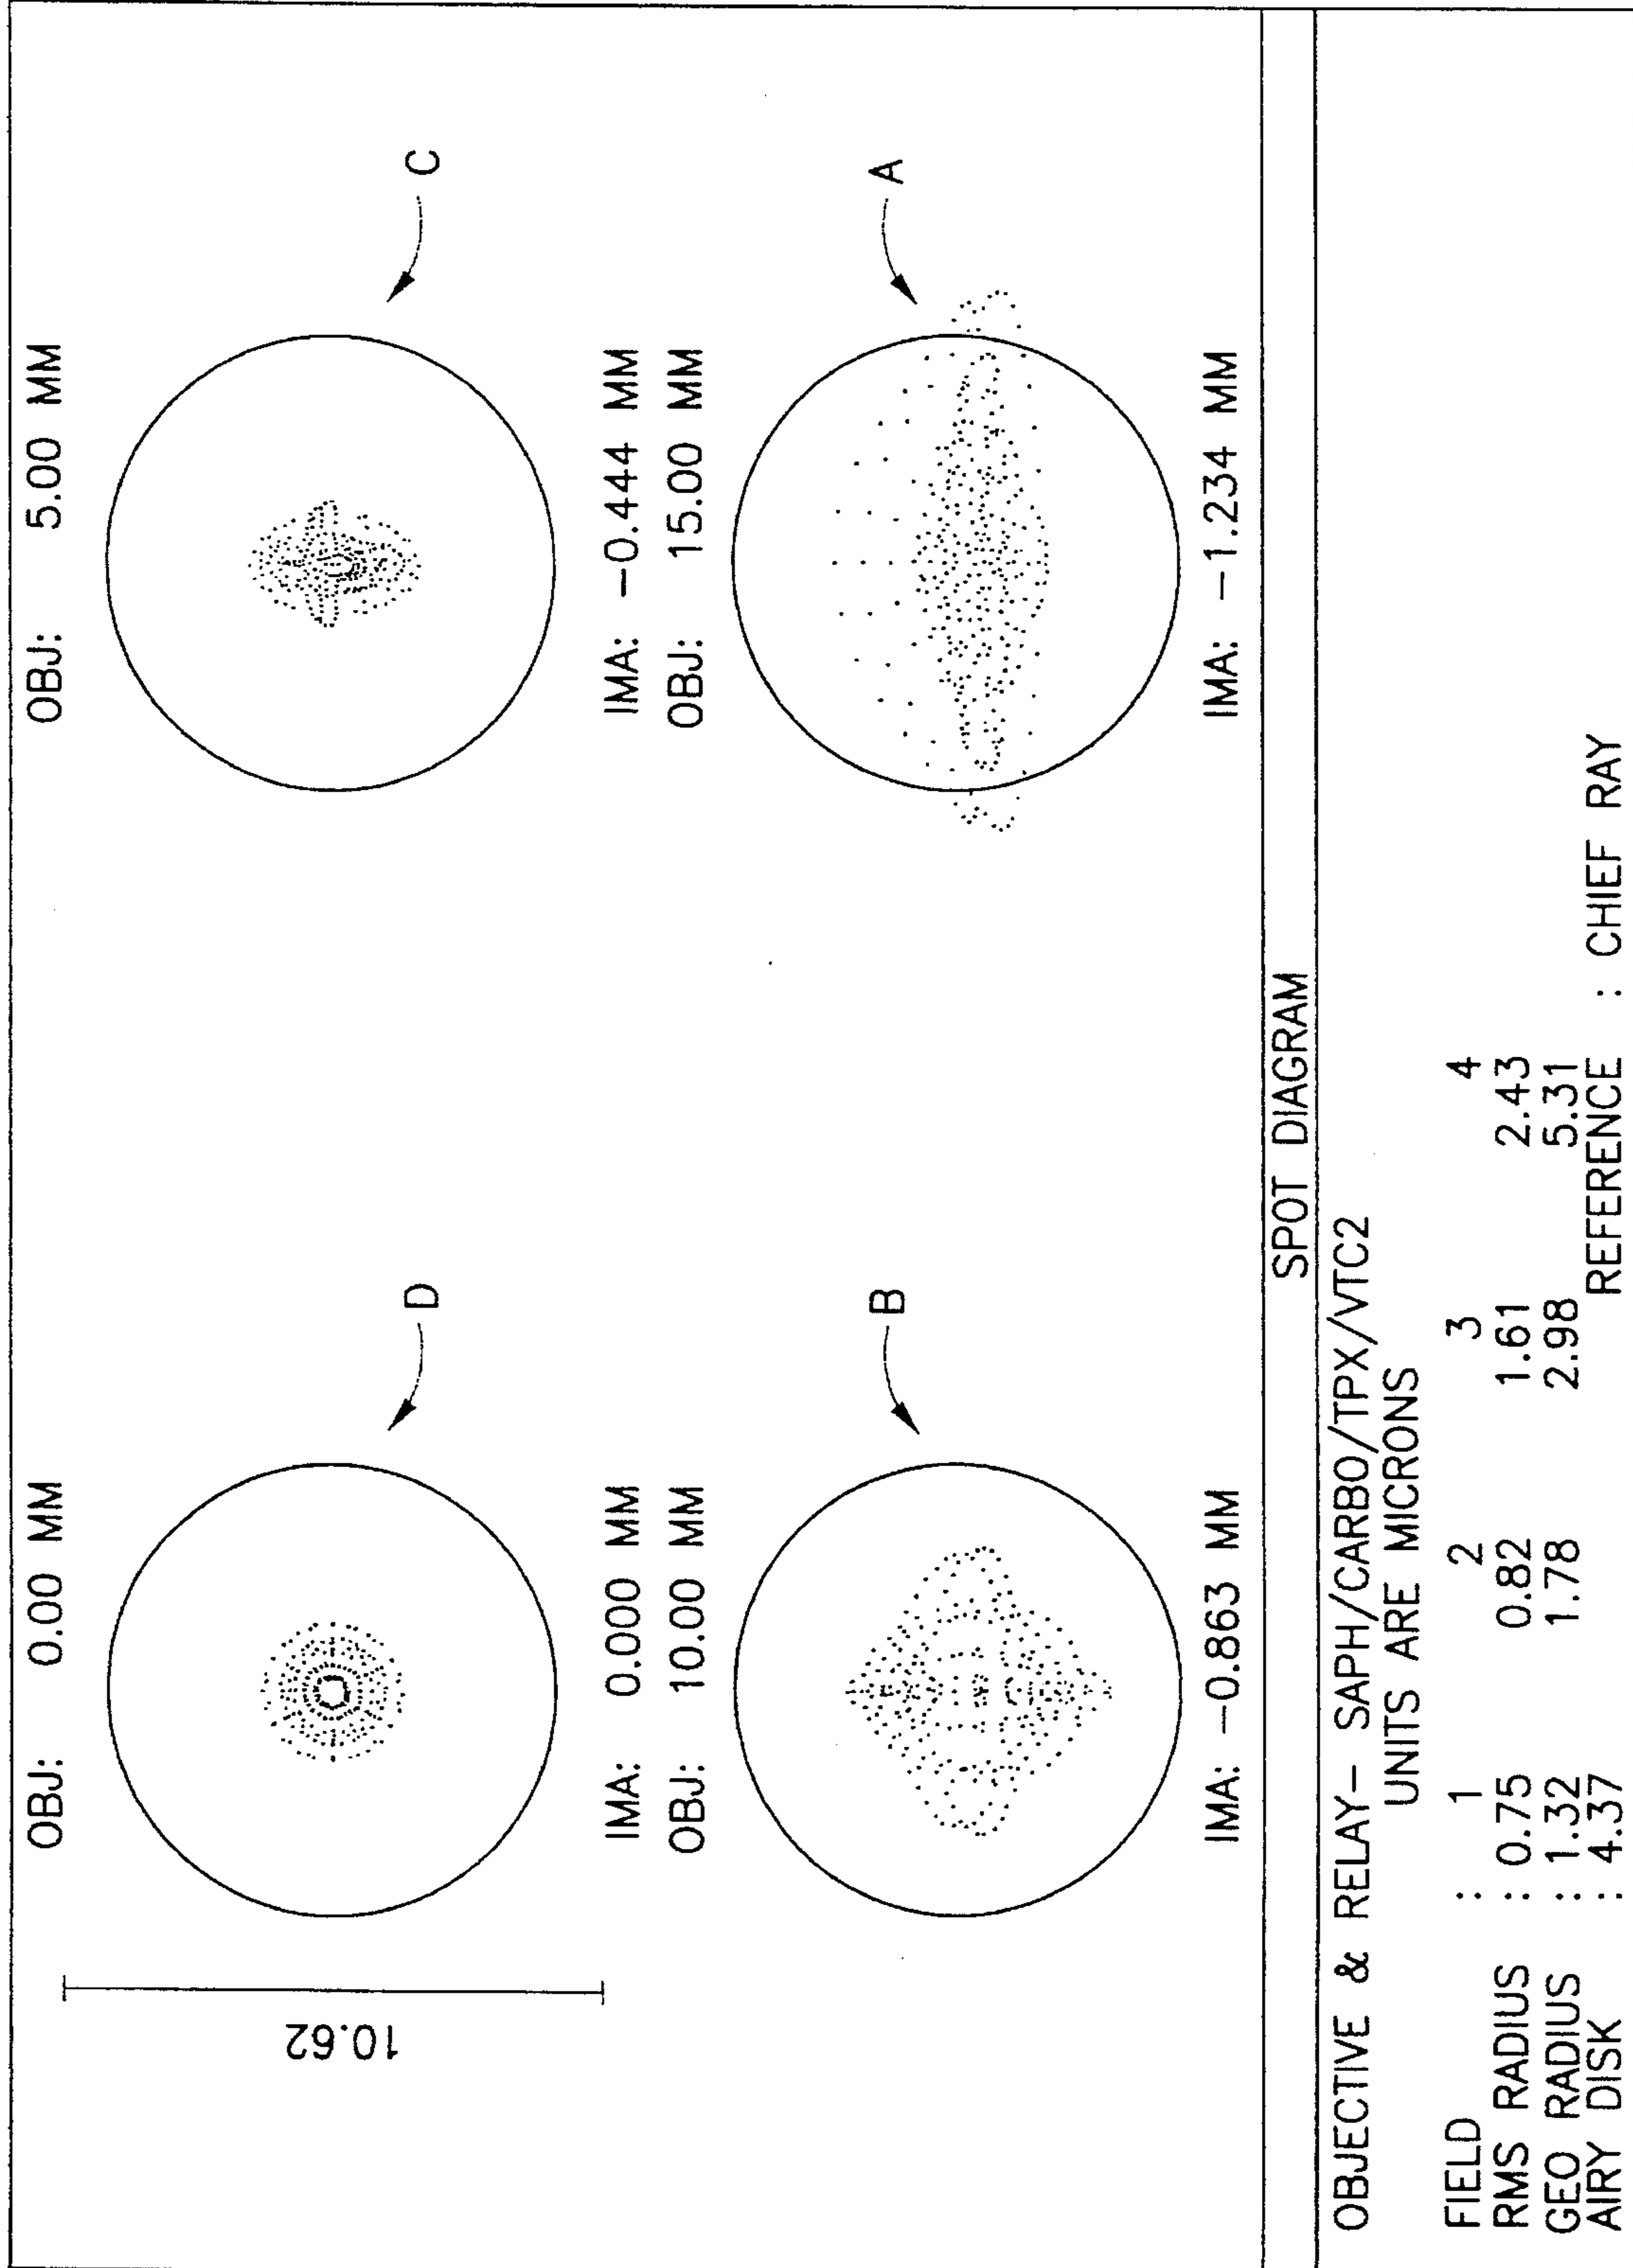 OBJ: 0.00 MM
OBJ: 5.00 MM
10.62
D
C
IMA: 0.000 MM
IMA: -0.444 MM
OBJ: 10.00 MM
OBJ: 15.00 MM
B
A
IMA: -0.863 MM
IMA: -1.234 MM
SPOT DIAGRAM
OBJECTIVE & RELAY- SAPH/CARBO/TPX/VTC2
UNITS ARE MICRONS
FIELD : 1 2 3 4
RMS RADIUS : 0.75 0.82 1.61 2.43
GEO RADIUS : 1.32 1.78 2.98 5.31
AIRY DISK : 4.37 REFERENCE : CHIEF RAY